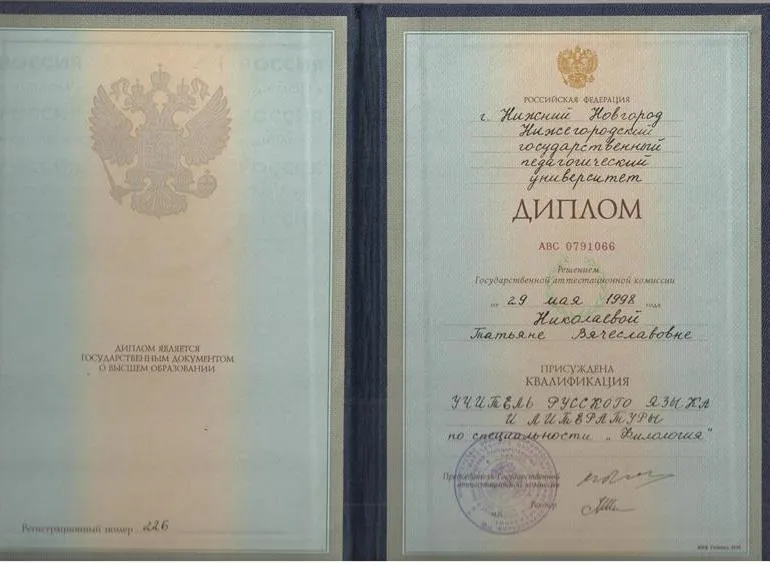 ДИПЛОМ ЯВЛЯЕТСЯ
ГОСУДАРСТВЕННЫМ ДОКУМЕНТОМ
О ВЫСШЕМ ОБРАЗОВАНИИ
Регистрационный номер 226
РОССИЙСКАЯ ФЕДЕРАЦИЯ
г. Нижний Новгород
Нижегородский
государственный
педагогический
университет
ДИПЛОМ
АВС 0791066
Решением
Государственной аттестационной комиссии
от 29 мая 1998 года
Николаевой
Татьяне Вячеславовне
ПРИСУЖДЕНА
КВАЛИФИКАЦИЯ
УЧИТЕЛЬ РУССКОГО ЯЗЫКА
И ЛИТЕРАТУРЫ
по специальности „Филология"
Председатель Государственной
аттестационной комиссии
Ректор
М.П.